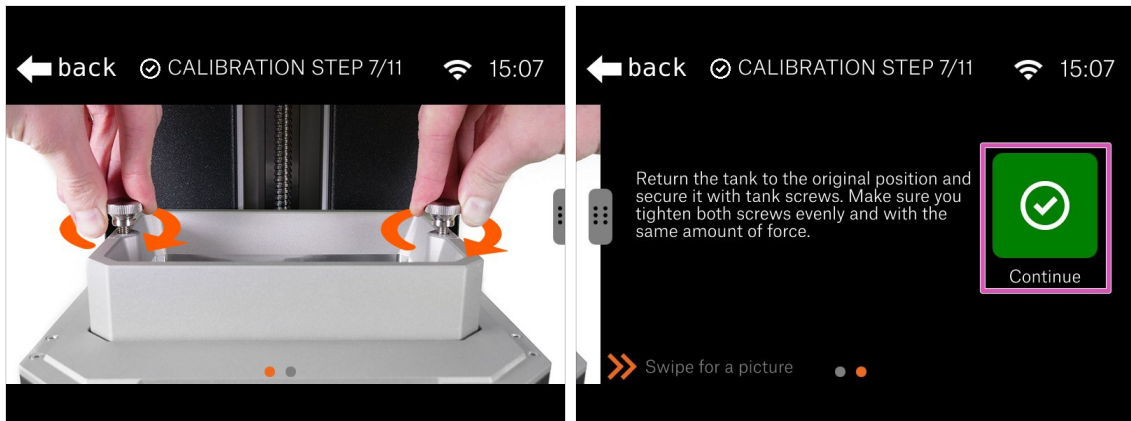 back CALIBRATION STEP 7/11 15:07
back CALIBRATION STEP 7/11 15:07
Return the tank to the original position and
secure it with tank screws. Make sure you
tighten both screws evenly and with the
same amount of force.
Continue
Swipe for a picture